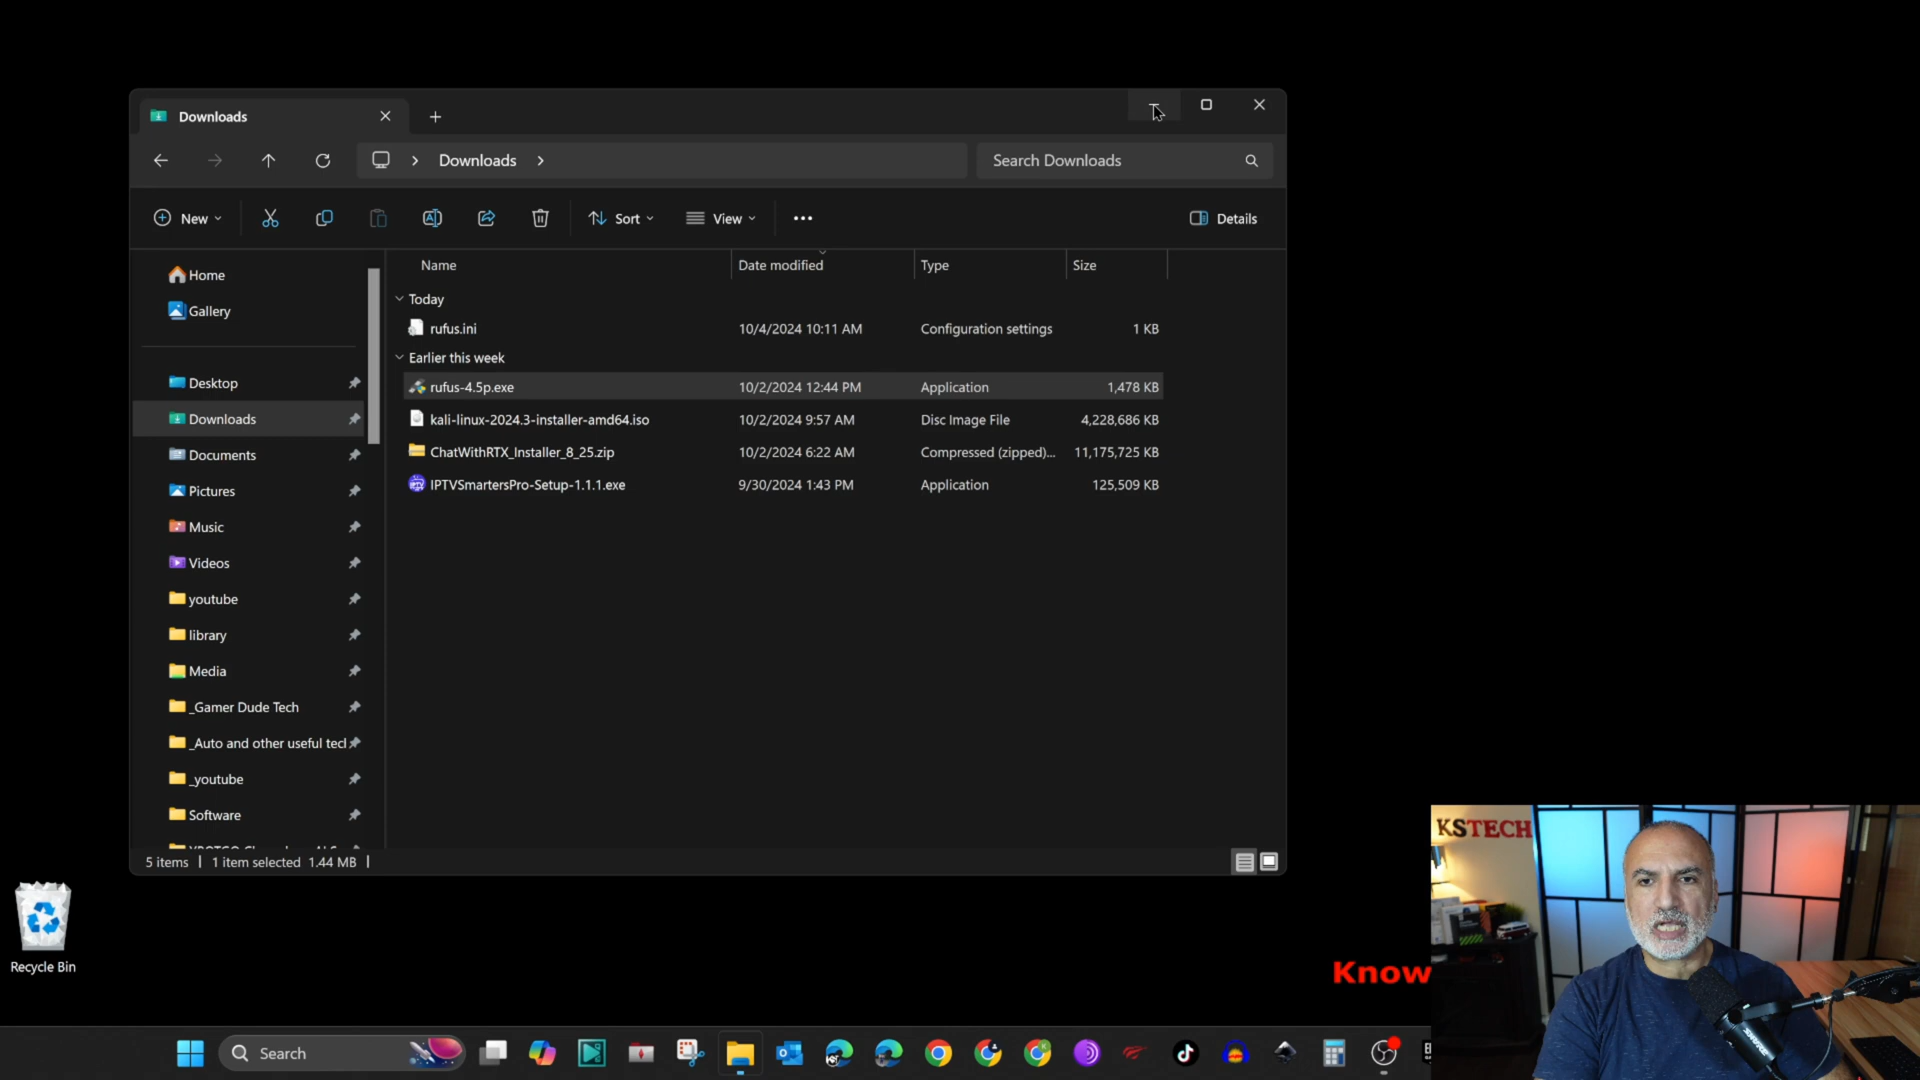 Downloads
Downloads
Search Downloads
New
Sort
View
Details
Name
Date modified
Type
Size
Today
rufus.ini
10/4/2024 10:11 AM
Configuration settings
1 KB
Earlier this week
rufus-4.5p.exe
10/2/2024 12:44 PM
Application
1,478 KB
kali-linux-2024.3-installer-amd64.iso
10/2/2024 9:57 AM
Disc Image File
4,228,686 KB
ChatWithRTX_Installer_8_25.zip
10/2/2024 6:22 AM
Compressed (zipped)...
11,175,725 KB
IPTVSmartersPro-Setup-1.1.1.exe
9/30/2024 1:43 PM
Application
125,509 KB
Home
Gallery
Desktop
Downloads
Documents
Pictures
Music
Videos
youtube
library
Media
_Gamer Dude Tech
_Auto and other useful tecl
_youtube
Software
5 items
1 item selected 1.44 MB
Recycle Bin
Know
KSTECH
Search